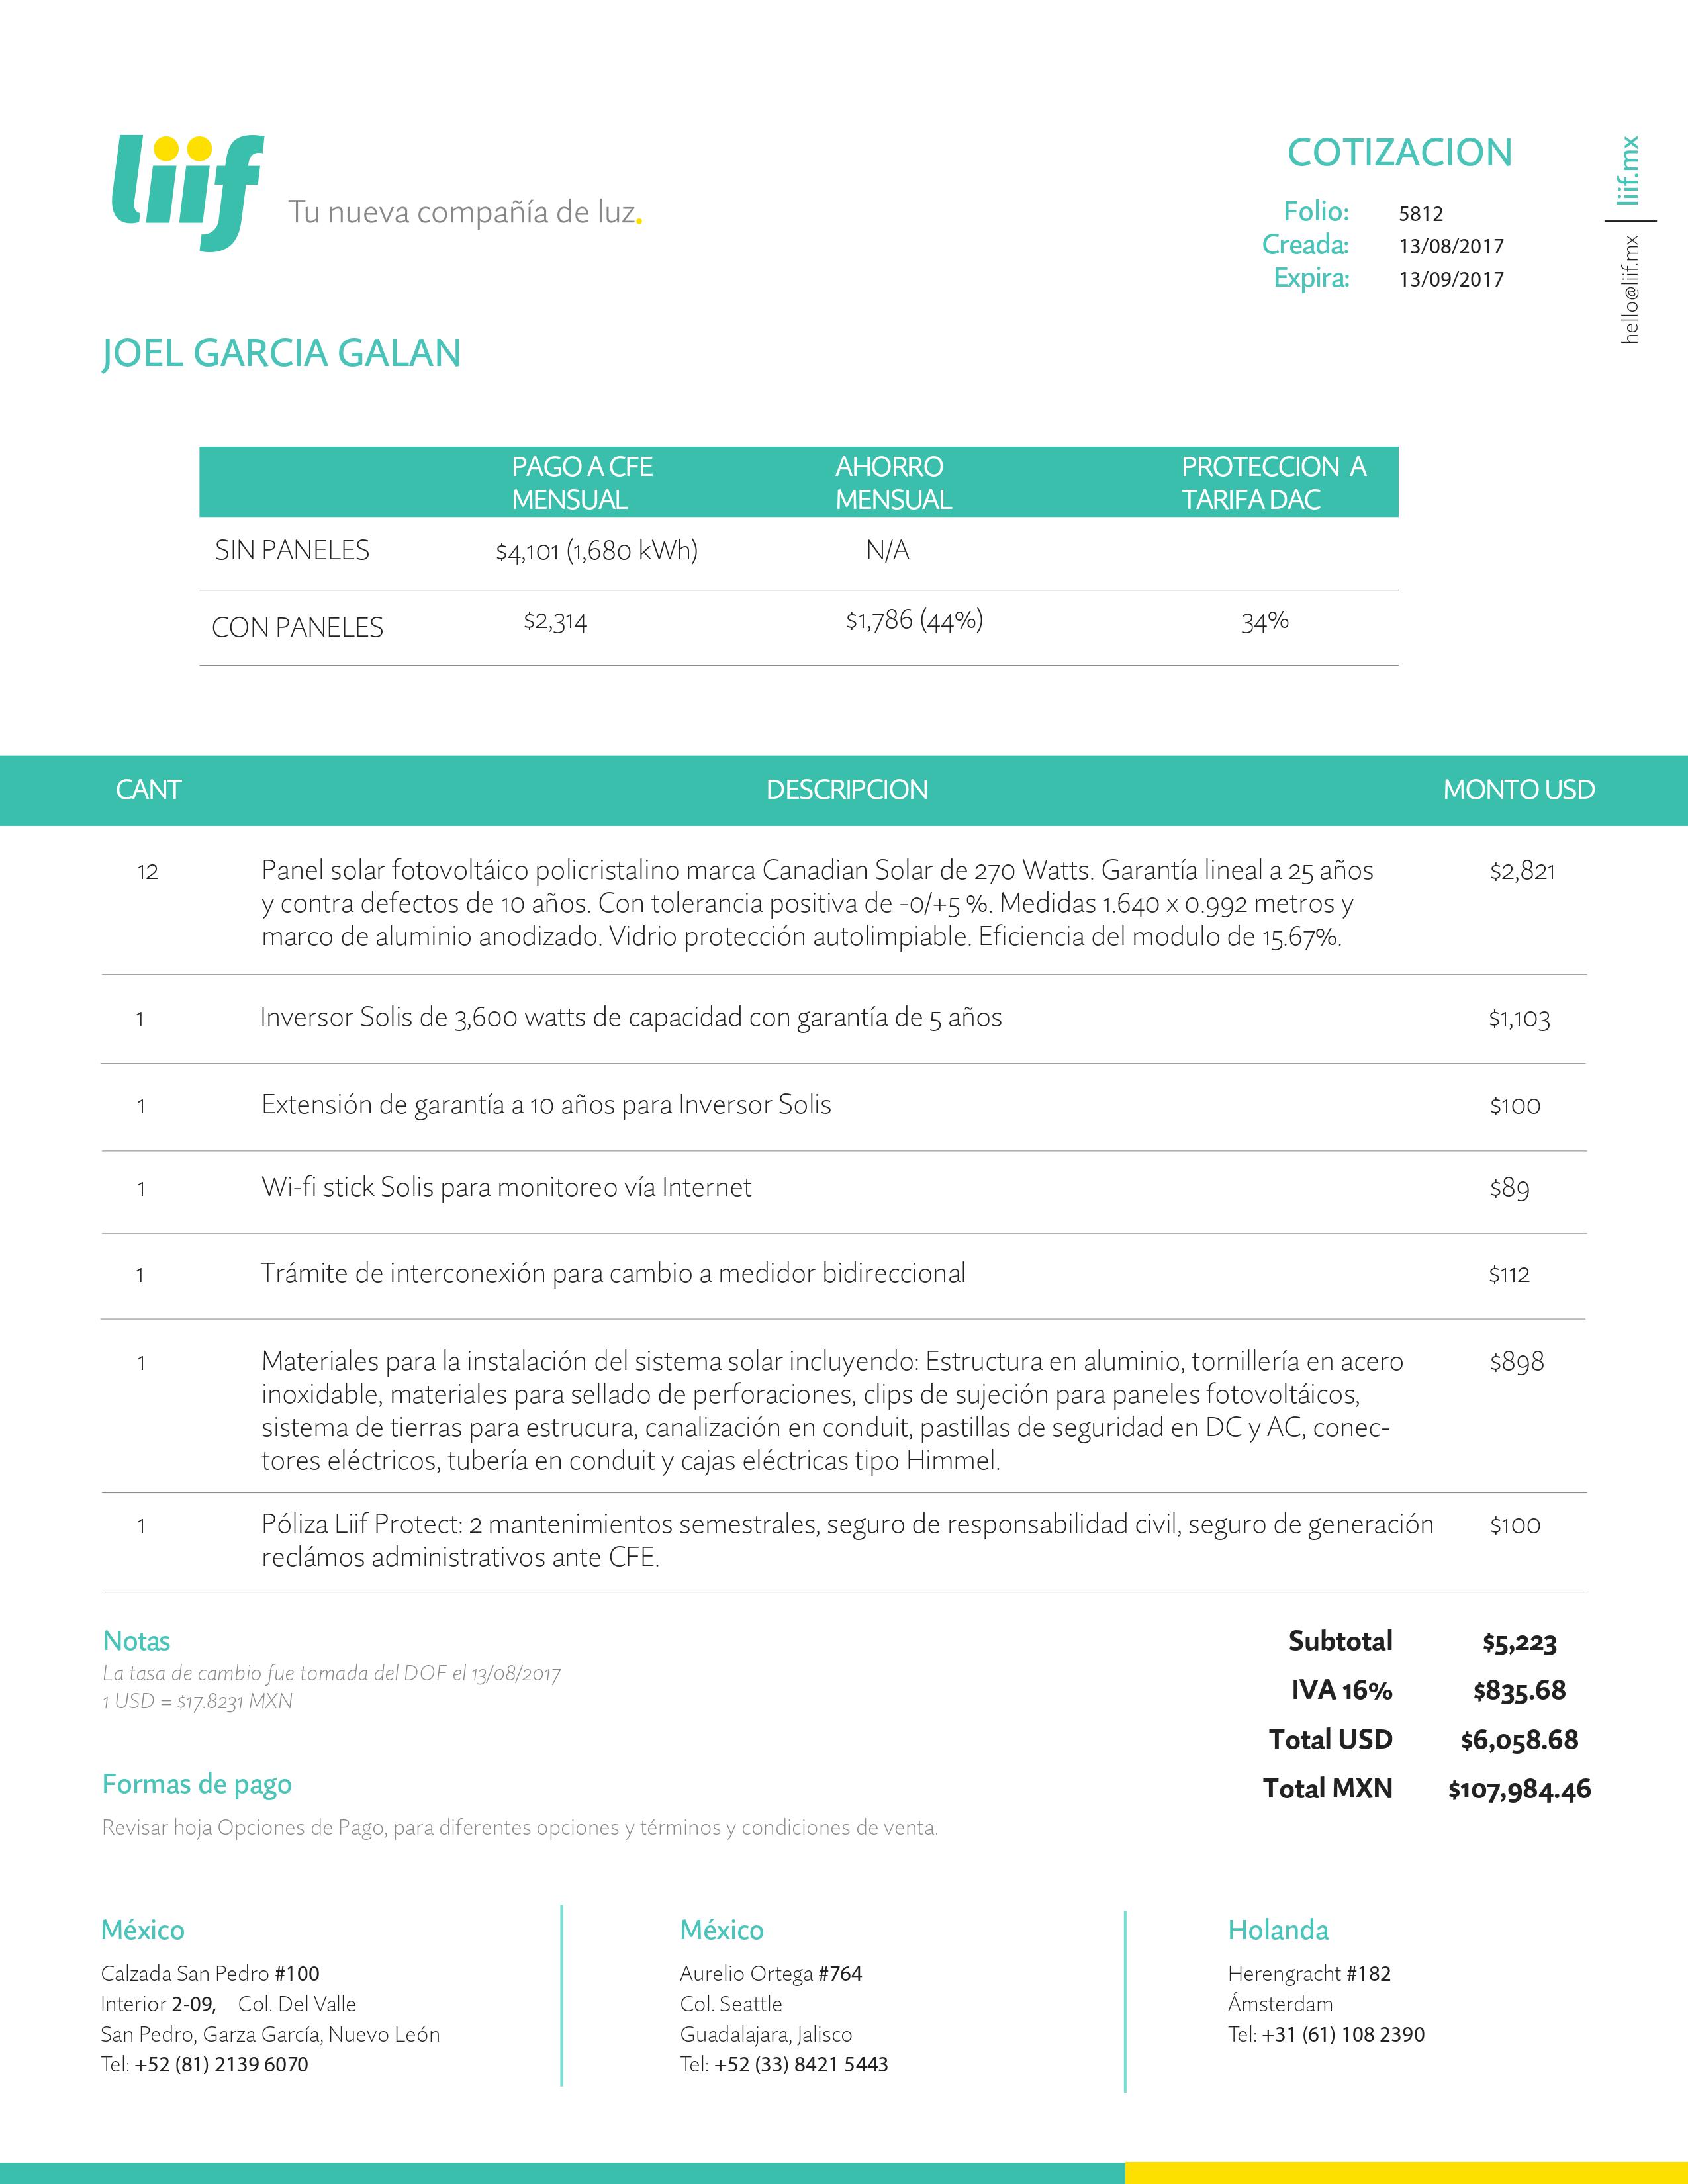 liif
Tu nueva compañía de luz.
COTIZACION
Folio: 5812
Creada: 13/08/2017
Expira: 13/09/2017
liif.mx
hello@liif.mx
JOEL GARCIA GALAN
PAGO A CFE
MENSUAL
AHORRO
MENSUAL
PROTECCION A
TARIFA DAC
SIN PANELES $4,101 (1,680 kWh) N/A
CON PANELES $2,314 $1,786 (44%) 34%
CANT DESCRIPCION MONTO USD
12 Panel solar fotovoltáico policristalino marca Canadian Solar de 270 Watts. Garantía lineal a 25 años $2,821
y contra defectos de 10 años. Con tolerancia positiva de -0/+5 %. Medidas 1.640 x 0.992 metros y
marco de aluminio anodizado. Vidrio protección autolimpiable. Eficiencia del modulo de 15.67%.
1 Inversor Solis de 3,600 watts de capacidad con garantía de 5 años $1,103
1 Extensión de garantía a 10 años para Inversor Solis $100
1 Wi-fi stick Solis para monitoreo vía Internet $89
1 Trámite de interconexión para cambio a medidor bidireccional $112
1 Materiales para la instalación del sistema solar incluyendo: Estructura en aluminio, tornillería en acero $898
inoxidable, materiales para sellado de perforaciones, clips de sujeción para paneles fotovoltáicos,
sistema de tierras para estrucura, canalización en conduit, pastillas de seguridad en DC y AC, conec-
tores eléctricos, tubería en conduit y cajas eléctricas tipo Himmel.
1 Póliza Liif Protect: 2 mantenimientos semestrales, seguro de responsabilidad civil, seguro de generación $100
reclámos administrativos ante CFE.
Notas
La tasa de cambio fue tomada del DOF el 13/08/2017
1 USD = $17.8231 MXN
Subtotal $5,223
IVA 16% $835.68
Total USD $6,058.68
Total MXN $107,984.46
Formas de pago
Revisar hoja Opciones de Pago, para diferentes opciones y términos y condiciones de venta.
México
Calzada San Pedro #100
Interior 2-09, Col. Del Valle
San Pedro, Garza García, Nuevo León
Tel: +52 (81) 2139 6070
México
Aurelio Ortega #764
Col. Seattle
Guadalajara, Jalisco
Tel: +52 (33) 8421 5443
Holanda
Herengracht #182
Ámsterdam
Tel: +31 (61) 108 2390